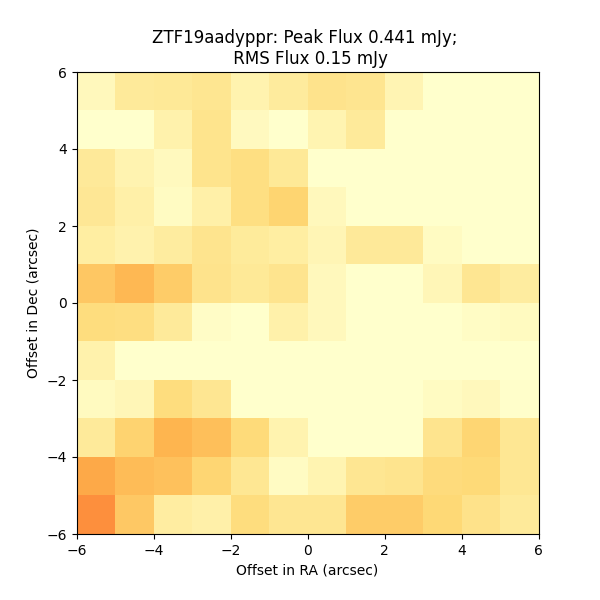 ZTF19aadyppr: Peak Flux 0.441 mJy;
RMS Flux 0.15 mJy
6
4
2
0
−2
−4
−6
Offset in Dec (arcsec)
−6 −4 −2 0 2 4 6
Offset in RA (arcsec)